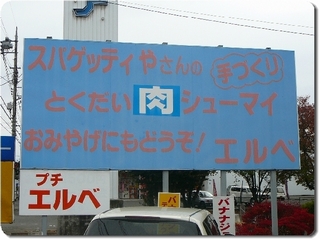 スパゲッティやさんの 手づくり
とくだい 肉 シューマイ
おみやげにもどうぞ! エルベ
プチ
エルベ
バナナジ